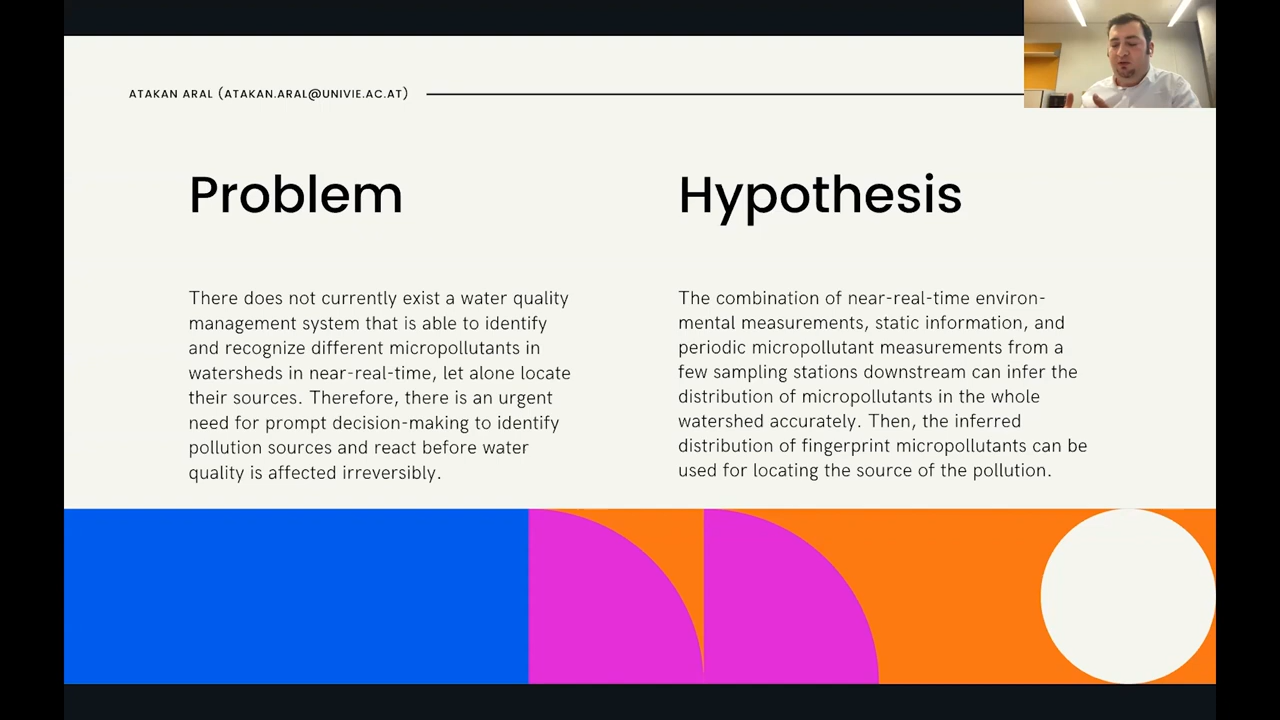 ATAKAN ARAL (ATAKAN.ARAL@UNIVIE.AC.AT)
Problem
There does not currently exist a water quality
management system that is able to identify
and recognize different micropollutants in
watersheds in near-real-time, let alone locate
their sources. Therefore, there is an urgent
need for prompt decision-making to identify
pollution sources and react before water
quality is affected irreversibly.
Hypothesis
The combination of near-real-time environ-
mental measurements, static information, and
periodic micropollutant measurements from a
few sampling stations downstream can infer the
distribution of micropollutants in the whole
watershed accurately. Then, the inferred
distribution of fingerprint micropollutants can be
used for locating the source of the pollution.